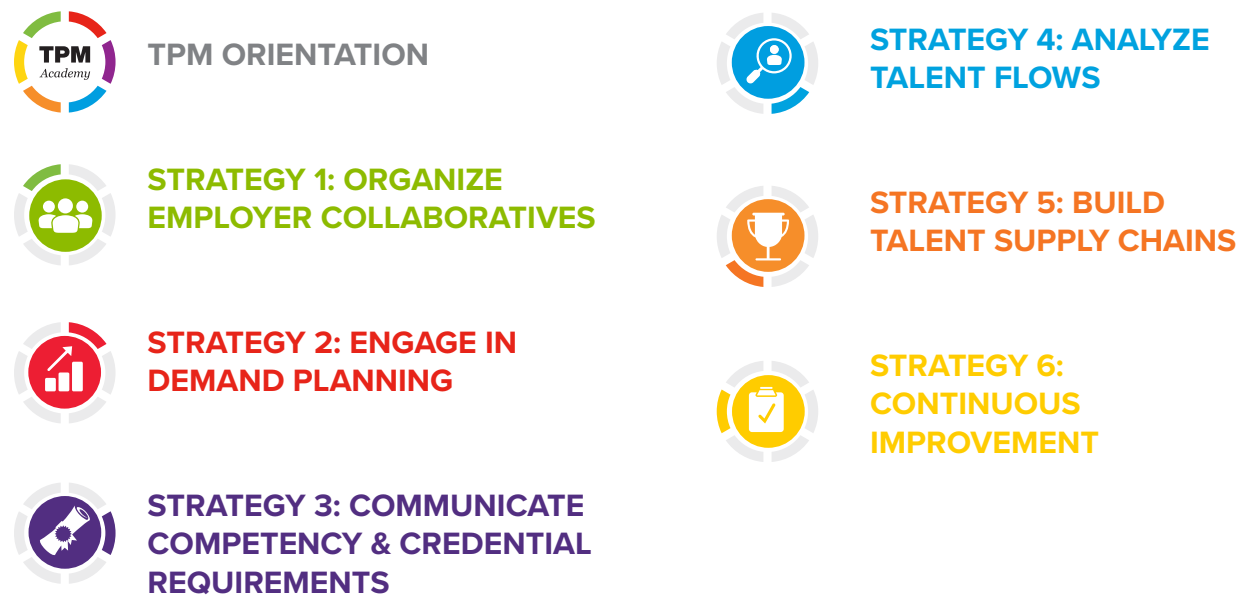 TPM
Academy
TPM ORIENTATION
STRATEGY 1: ORGANIZE
EMPLOYER COLLABORATIVES
STRATEGY 2: ENGAGE IN
DEMAND PLANNING
STRATEGY 3: COMMUNICATE
COMPETENCY & CREDENTIAL
REQUIREMENTS
STRATEGY 4: ANALYZE
TALENT FLOWS
STRATEGY 5: BUILD
TALENT SUPPLY CHAINS
STRATEGY 6:
CONTINUOUS
IMPROVEMENT